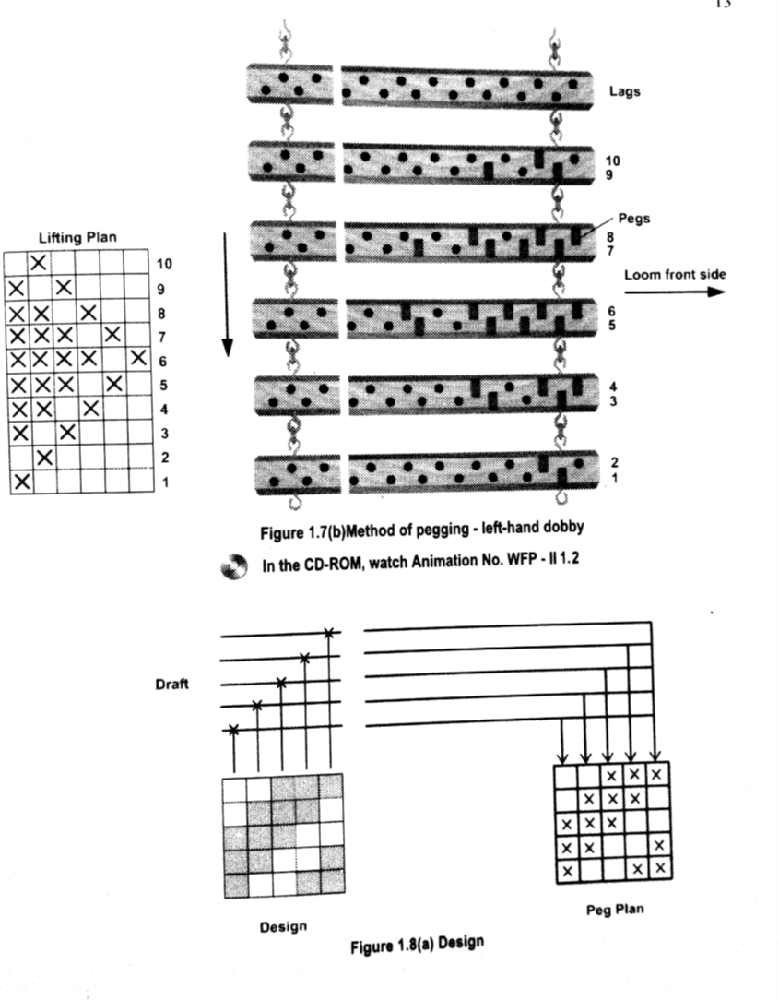 13
Lags
10
9
Pegs
Lifting Plan
8
7
10
9
Loom front side
8
7
6
6
5
5
4
4
3
3
2
2
1
1
Figure 1.7(b)Method of pegging - left-hand dobby
In the CD-ROM, watch Animation No. WFP - II 1.2
Draft
Peg Plan
Design
Figure 1.8(a) Design